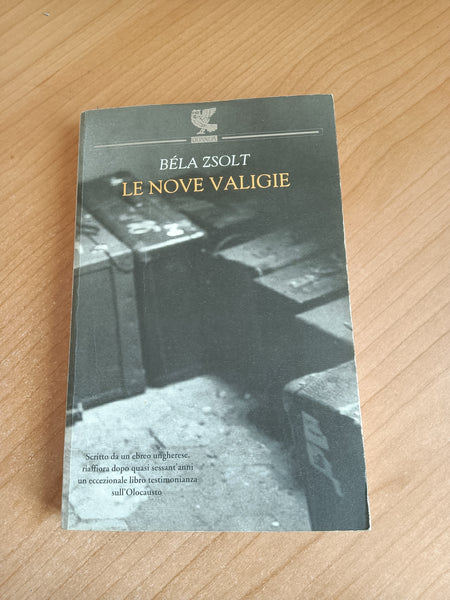 GUANDA
BÉLA ZSOLT
LE NOVE VALIGIE
Scritto da un ebreo ungherese,
riaffiora dopo quasi sessant'anni
un eccezionale libro testimonianza
sull'Olocausto